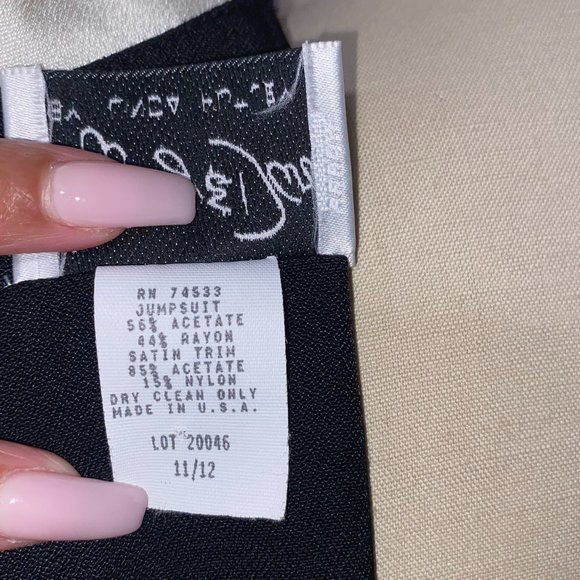 RN 74533
JUMPSUIT
56% ACETATE
44% RAYON
SATIN TRIM
85% ACETATE
15% NYLON
DRY CLEAN ONLY
MADE IN U.S.A.
LOT 20046
11/12